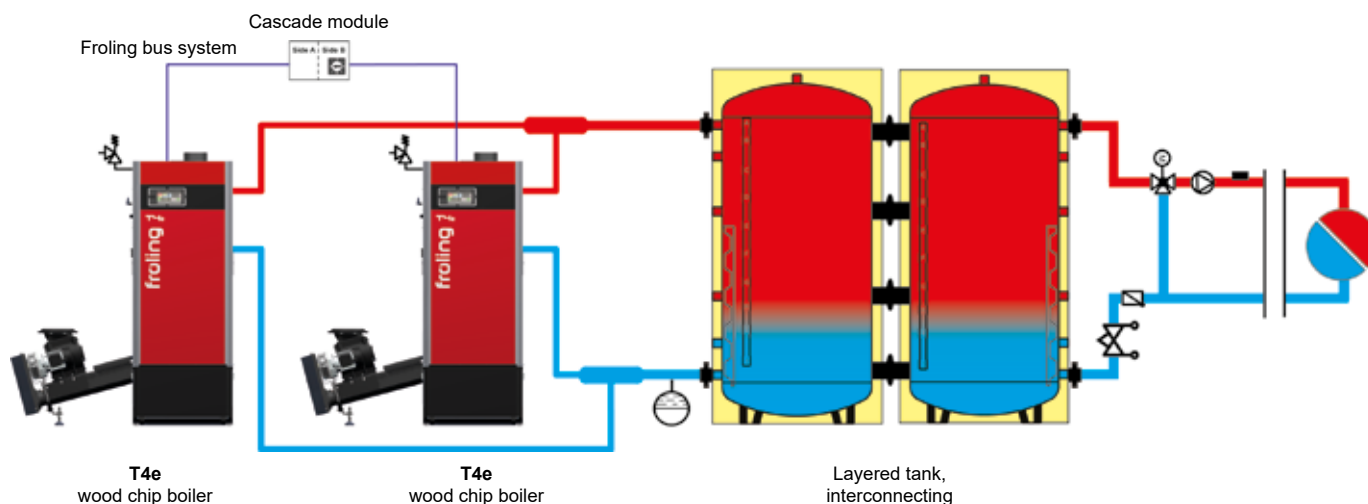 Cascade module
Froling bus system
Side A
Side B
froling
froling
T4e
wood chip boiler
T4e
wood chip boiler
Layered tank,
interconnecting